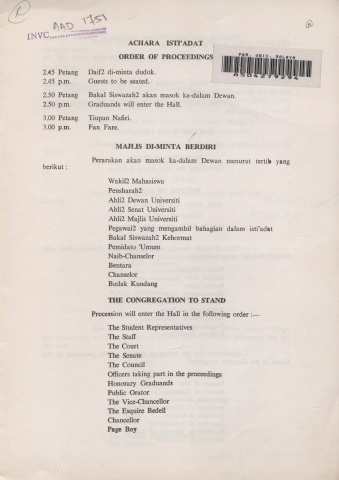 R
AAD 1751
INVC
ACHARA ISTI'ADAT
ORDER OF PROCEEDINGS
PER. UNIV. MALAYA
A504279294
2.45 Petang Daif2 di-minta dudok.
2.45 p.m. Guests to be seated.
2.50 Petang Bakal Siswazah2 akan masok ka-dalam Dewan.
2.50 p.m. Graduands will enter the Hall.
3.00 Petang Tiupan Nafiri.
3.00 p.m. Fan Fare.
MAJLIS DI-MINTA BERDIRI
Perarakan akan masok ka-dalam Dewan menurut tertib yang
berikut :
Wakil2 Mahasiswa
Pensharah2
Ahli2 Dewan Universiti
Ahli2 Senat Universiti
Ahli2 Majlis Universiti
Pegawai2 yang mengambil bahagian dalam isti'adat
Bakal Siswazah2 Kehormat
Pemidato 'Umum
Naib-Chanselor
Bentara
Chanselor
Budak Kundang
THE CONGREGATION TO STAND
Procession will enter the Hall in the following order :—
The Student Representatives
The Staff
The Court
The Senate
The Council
Officers taking part in the proceedings
Honorary Graduands
Public Orator
The Vice-Chancellor
The Esquire Bedell
Chancellor
Page Boy